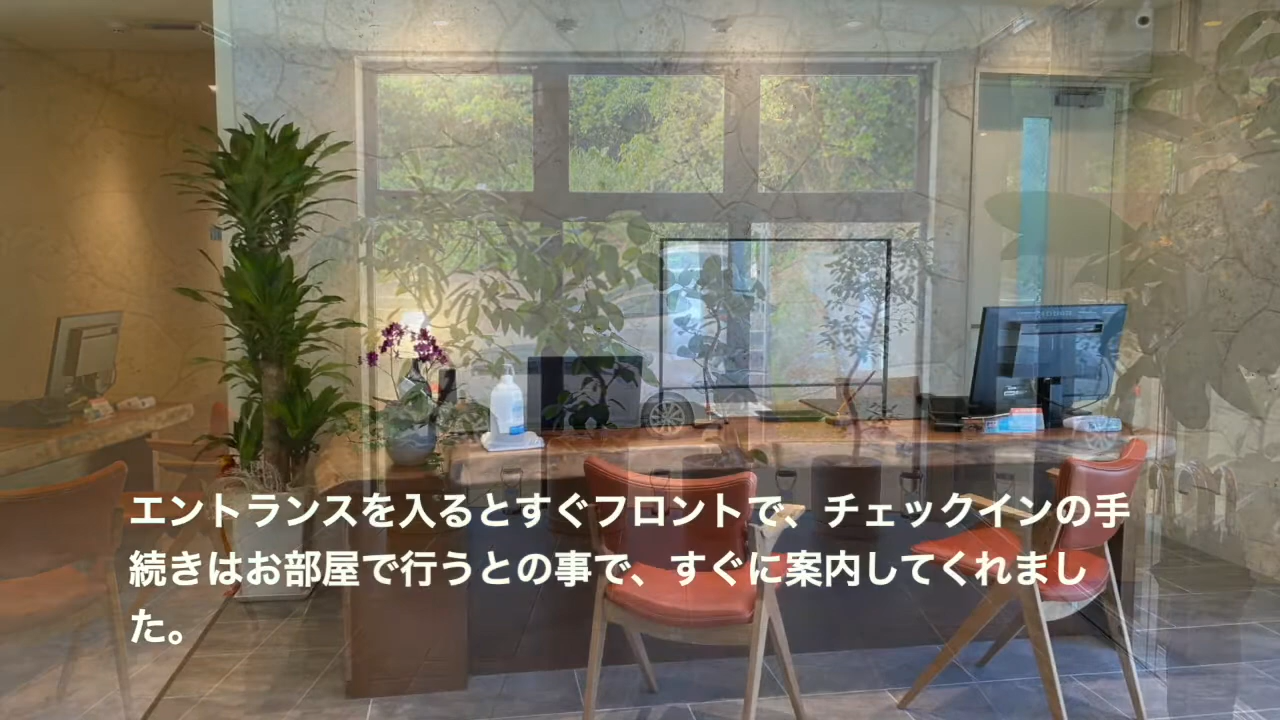 エントランスを入るとすぐフロントで、チェックインの手
続きはお部屋で行うとの事で、すぐに案内してくれまし
た。